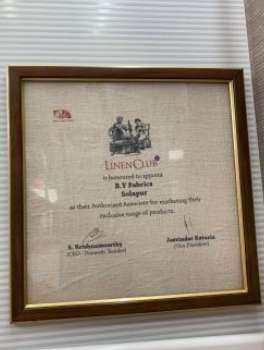 LINEN CLUB
is honoured to appoint
B.Y Fabrics
Solapur
as their Authorised Associate for marketing their
exclusive range of products.
S. Krishnamoorthy
(CEO - Domestic Textiles)
Jasvinder Kataria
(Vice President)